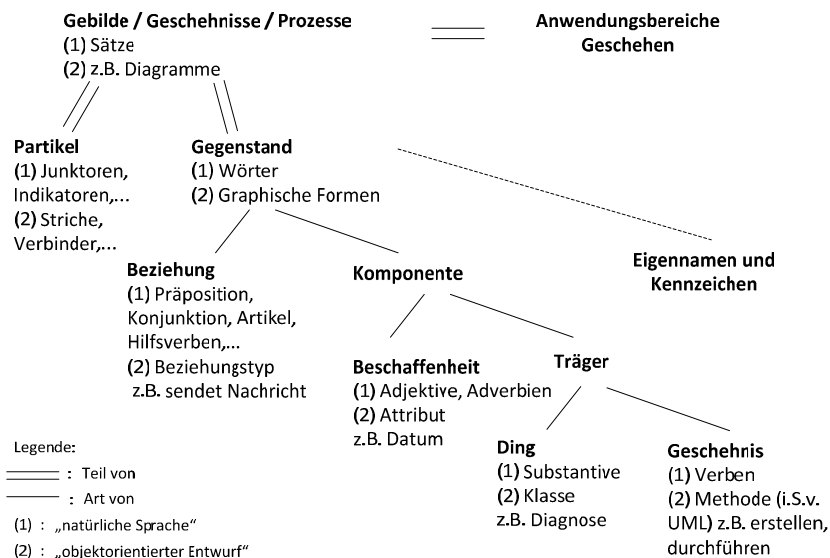 Gebilde / Geschehnisse / Prozesse
(1) Sätze
(2) z.B. Diagramme
Anwendungsbereiche
Geschehen
Partikel
(1) Junktoren,
Indikatoren,...
(2) Striche,
Verbinder,...
Gegenstand
(1) Wörter
(2) Graphische Formen
Eigennamen und
Kennzeichen
Beziehung
(1) Präposition,
Konjunktion, Artikel,
Hilfsverben,...
(2) Beziehungstyp
z.B. sendet Nachricht
Komponente
Beschaffenheit
(1) Adjektive, Adverbien
(2) Attribut
z.B. Datum
Träger
Ding
(1) Substantive
(2) Klasse
z.B. Diagnose
Geschehnis
(1) Verben
(2) Methode (i.S.v.
UML) z.B. erstellen,
durchführen
Legende:
: Teil von
: Art von
(1) : „natürliche Sprache“
(2) : „objektorientierter Entwurf“